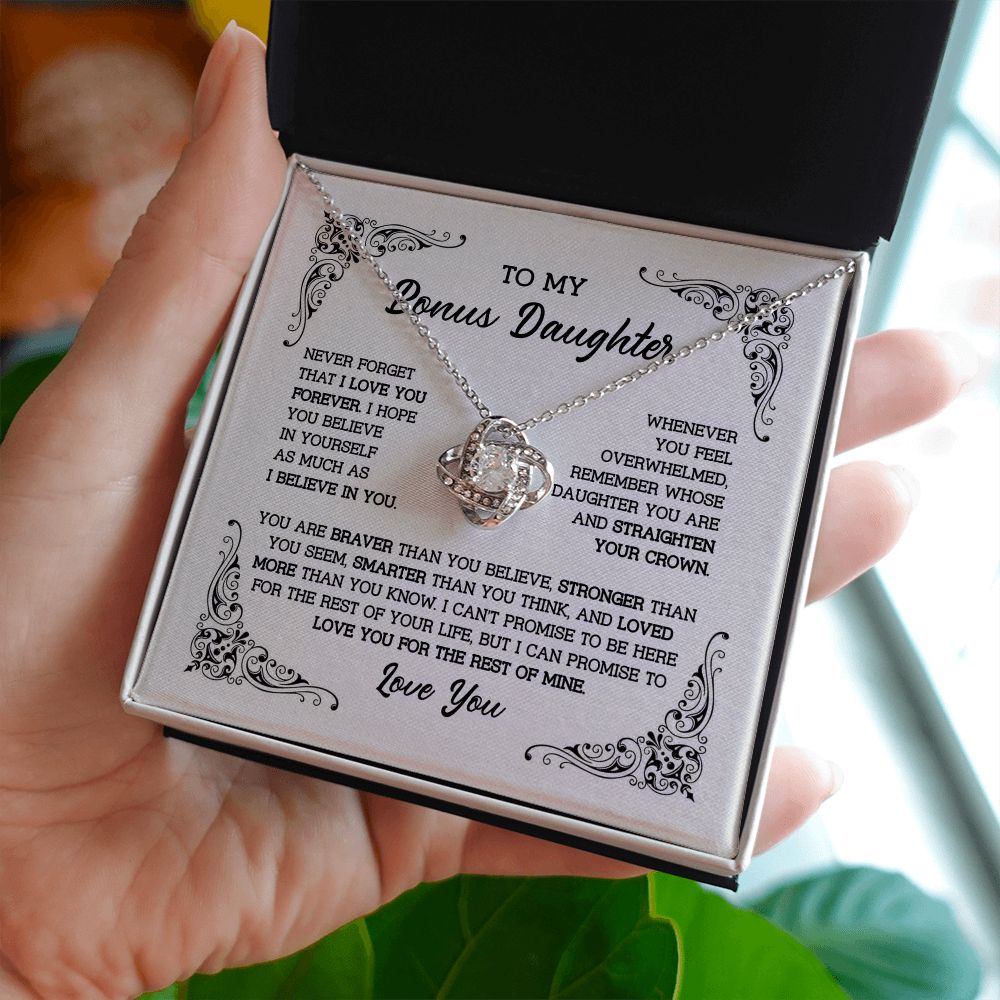 TO MY
Bonus Daughter
NEVER FORGET
THAT I LOVE YOU
FOREVER. I HOPE
YOU BELIEVE
IN YOURSELF
AS MUCH AS
I BELIEVE IN YOU.
WHENEVER
YOU FEEL
OVERWHELMED,
REMEMBER WHOSE
DAUGHTER YOU ARE
AND STRAIGHTEN
YOUR CROWN.
YOU ARE BRAVER THAN YOU BELIEVE, STRONGER THAN
YOU SEEM, SMARTER THAN YOU THINK, AND LOVED
MORE THAN YOU KNOW. I CAN'T PROMISE TO BE HERE
FOR THE REST OF YOUR LIFE, BUT I CAN PROMISE TO
LOVE YOU FOR THE REST OF MINE.
Love You